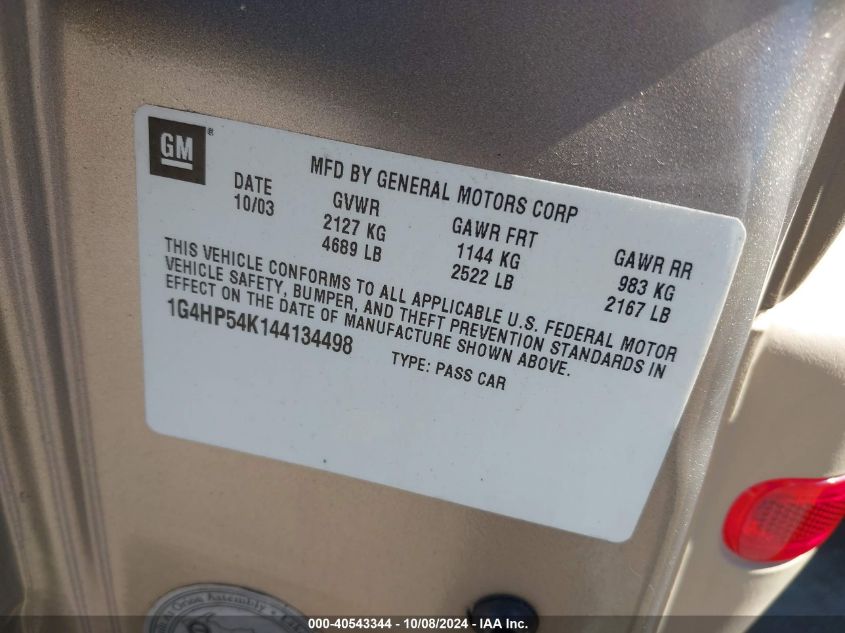 GM®
MFD BY GENERAL MOTORS CORP
DATE GVWR GAWR FRT GAWR RR
10/03 2127 KG 1144 KG 983 KG
4689 LB 2522 LB 2167 LB
THIS VEHICLE CONFORMS TO ALL APPLICABLE U.S. FEDERAL MOTOR
VEHICLE SAFETY, BUMPER, AND THEFT PREVENTION STANDARDS IN
EFFECT ON THE DATE OF MANUFACTURE SHOWN ABOVE.
1G4HP54K144134498 TYPE: PASS CAR
Orion Assembly
000-40543344 - 10/08/2024 - IAA Inc.